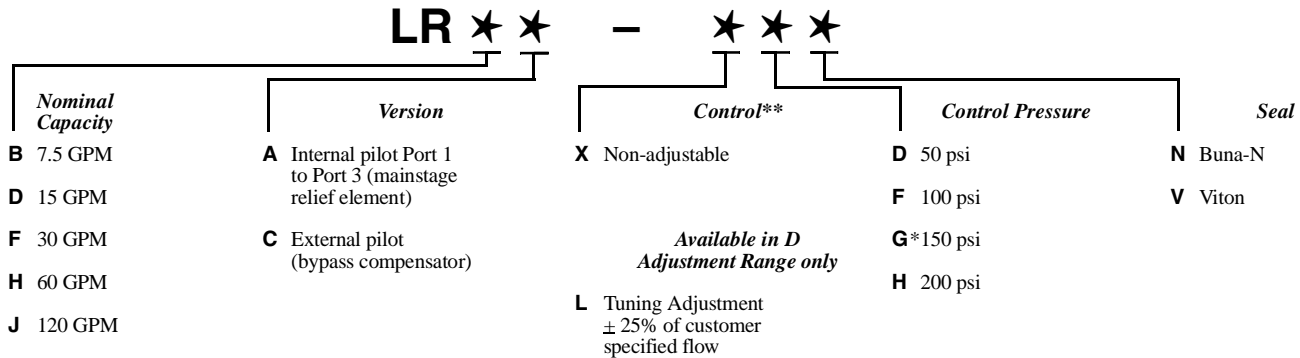 LR ★ ★ – ★ ★ ★
Nominal
Capacity
B 7.5 GPM
D 15 GPM
F 30 GPM
H 60 GPM
J 120 GPM
Version
A Internal pilot Port 1
to Port 3 (mainstage
relief element)
C External pilot
(bypass compensator)
Control**
X Non-adjustable
Available in D
Adjustment Range only
L Tuning Adjustment
± 25% of customer
specified flow
Control Pressure
D 50 psi
F 100 psi
G*150 psi
H 200 psi
Seal
N Buna-N
V Viton